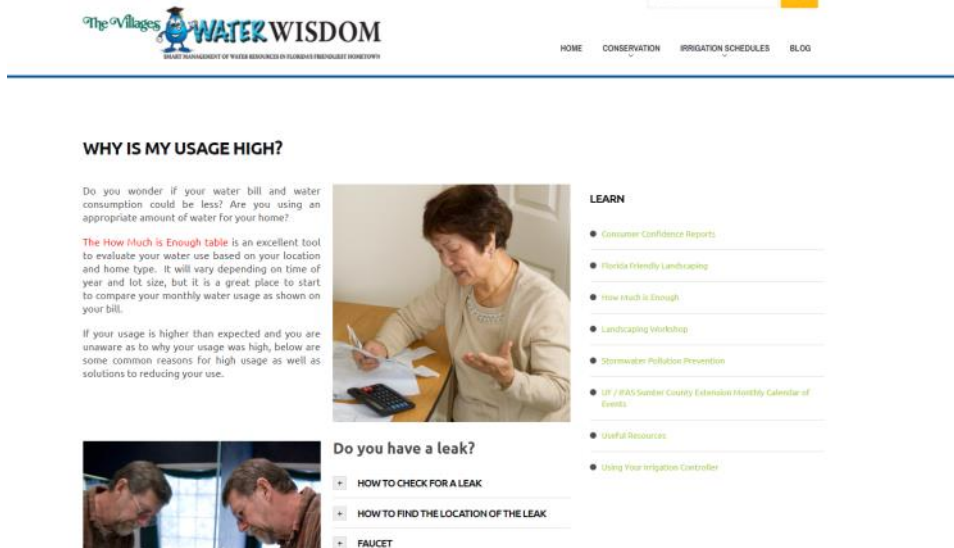 The Villages
WATER WISDOM
SMART MANAGEMENT OF WATER RESOURCES IN FLORIDA'S FRIENDLIEST HOMETOWN
HOME CONSERVATION IRRIGATION SCHEDULES BLOG
WHY IS MY USAGE HIGH?
Do you wonder if your water bill and water
consumption could be less? Are you using an
appropriate amount of water for your home?
The How Much is Enough table is an excellent tool
to evaluate your water use based on your location
and home type. It will vary depending on time of
year and lot size, but it is a great place to start
to compare your monthly water usage as shown on
your bill.
If your usage is higher than expected and you are
unaware as to why your usage was high, below are
some common reasons for high usage as well as
solutions to reducing your use.
Do you have a leak?
+ HOW TO CHECK FOR A LEAK
+ HOW TO FIND THE LOCATION OF THE LEAK
+ FAUCET
LEARN
Consumer Confidence Reports
Florida Friendly Landscaping
How Much is Enough
Landscaping Workshop
Stormwater Pollution Prevention
UF / IFAS Sumter County Extension Monthly Calendar of
Events
Useful Resources
Using Your Irrigation Controller